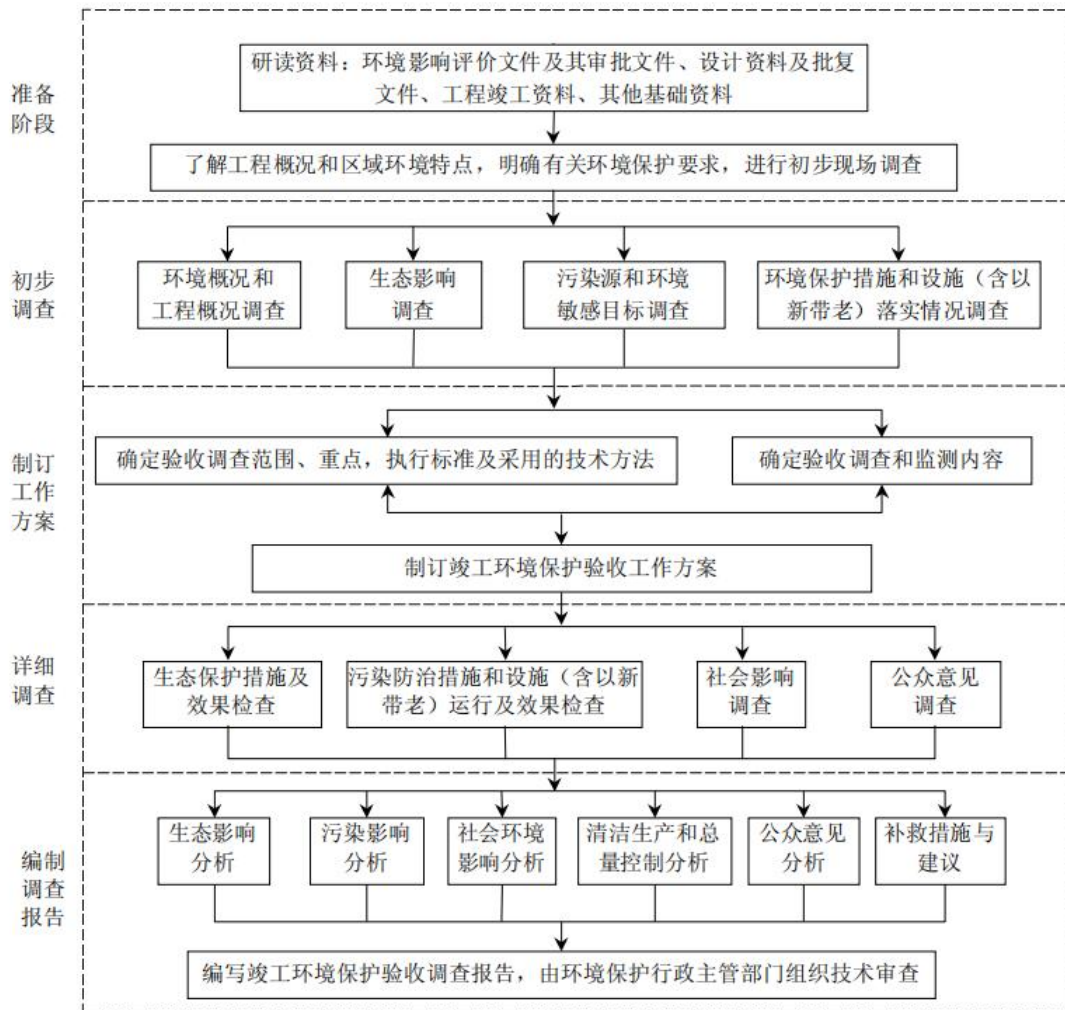 准备
阶段
研读资料：环境影响评价文件及其审批文件、设计资料及批复
文件、工程竣工资料、其他基础资料
了解工程概况和区域环境特点，明确有关环境保护要求，进行初步现场调查
初步
调查
环境概况和
工程概况调查
生态影响
调查
污染源和环境
敏感目标调查
环境保护措施和设施（含以
新带老）落实情况调查
制订
工作
方案
确定验收调查范围、重点，执行标准及采用的技术方法
确定验收调查和监测内容
制订竣工环境保护验收工作方案
详细
调查
生态保护措施及
效果检查
污染防治措施和设施（含以新
带老）运行及效果检查
社会影响
调查
公众意见
调查
编制
调查
报告
生态影响
分析
污染影响
分析
社会环境
影响分析
清洁生产和总
量控制分析
公众意见
分析
补救措施与
建议
编写竣工环境保护验收调查报告，由环境保护行政主管部门组织技术审查